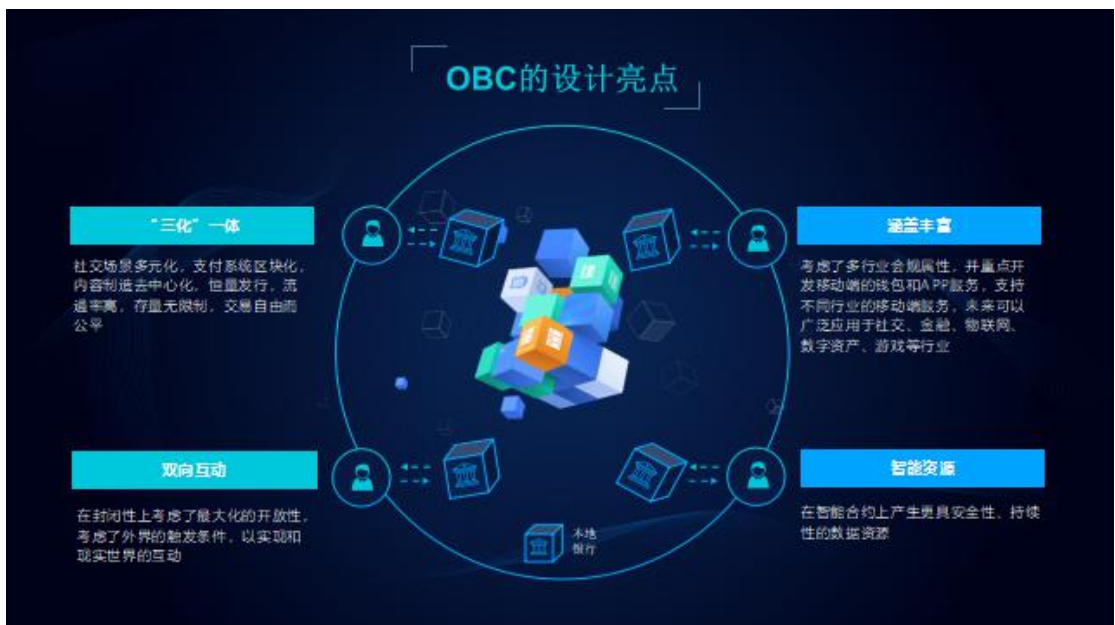 OBC的设计亮点
“三化”一体
社交场景多元化，支付系统区块化，
内容制造去中心化，恒量发行，流
通率高，存量无限制，交易自由而
公平
涵盖丰富
考虑了多行业合规属性，并重点开
发移动端的钱包和APP服务，支持
不同行业的移动端服务，未来可以
广泛应用于社交、金融、物联网、
数字资产、游戏等行业
双向互动
在封闭性上考虑了最大化的开放性，
考虑了外界的触发条件，以实现和
现实世界的互动
智能资源
在智能合约上产生更具安全性、持续
性的数据资源
本地
银行